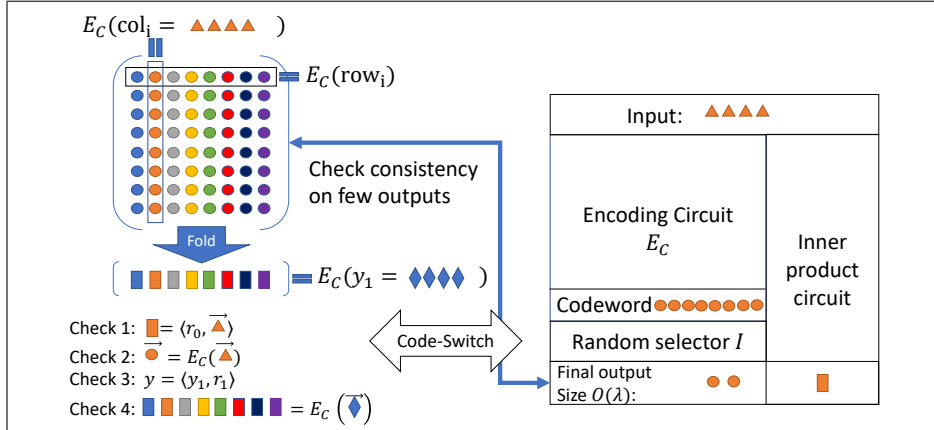 E_C(col_i = ▲▲▲▲ )
= E_C(row_i)
Check consistency
on few outputs
Fold
= E_C(y_1 = ◆◆◆◆ )
Check 1: ■ = ⟨r_0, ▲⃗⟩
Check 2: ●⃗ = E_C(▲⃗)
Check 3: y = ⟨y_1, r_1⟩
Check 4: ■■■■■■■■ = E_C (◆⃗)
Code-Switch
Input: ▲▲▲▲
Encoding Circuit
E_C
Codeword
Random selector I
Final output
Size O(λ):
Inner
product
circuit